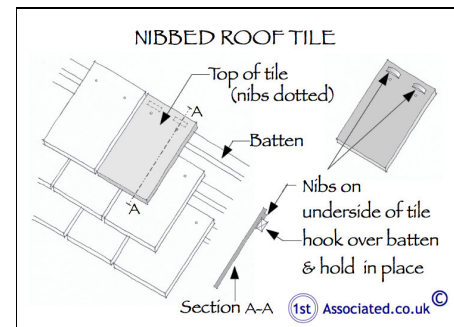 NIBBED ROOF TILE
Top of tile
(nibs dotted)
A
Batten
A
Nibs on
underside of tile
hook over batten
& hold in place
Section A-A
1st Associated.co.uk ©